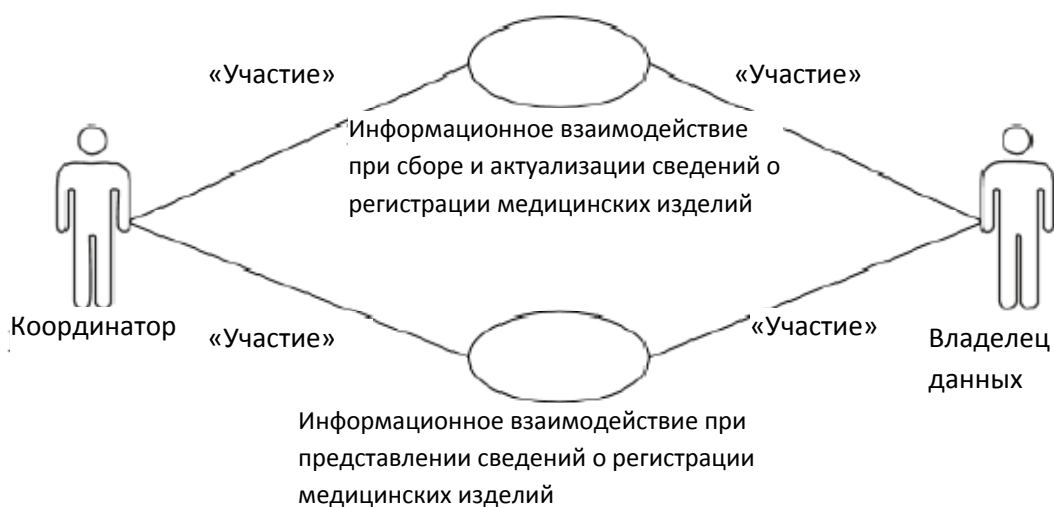 «Участие»
«Участие»
Информационное взаимодействие
при сборе и актуализации сведений о
регистрации медицинских изделий
Координатор
«Участие»
«Участие»
Владелец
данных
Информационное взаимодействие при
представлении сведений о регистрации
медицинских изделий